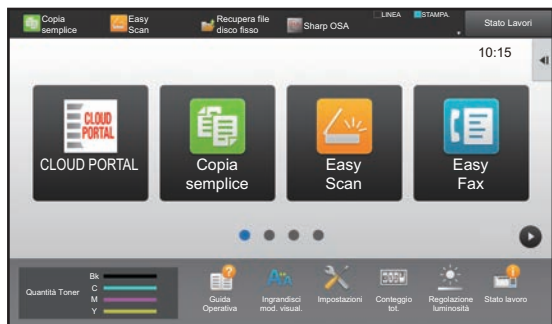 Copia
semplice
Easy
Scan
Recupera file
disco fisso
Sharp OSA
LINEA
STAMPA.
Stato Lavori
10:15
CLOUD
PORTAL
CLOUD PORTAL
Copia
semplice
Easy
Scan
Easy
Fax
Quantità Toner
Bk
C
M
Y
Guida
Operativa
Ingrandisci
mod. visual.
Impostazioni
Conteggio
tot.
Regolazione
luminosità
Stato lavoro